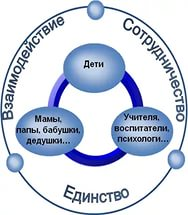 Взаимодействие
Сотрудничество
Дети
Мамы,
папы, бабушки,
дедушки…
Учителя,
воспитатели,
психологи…
Единство